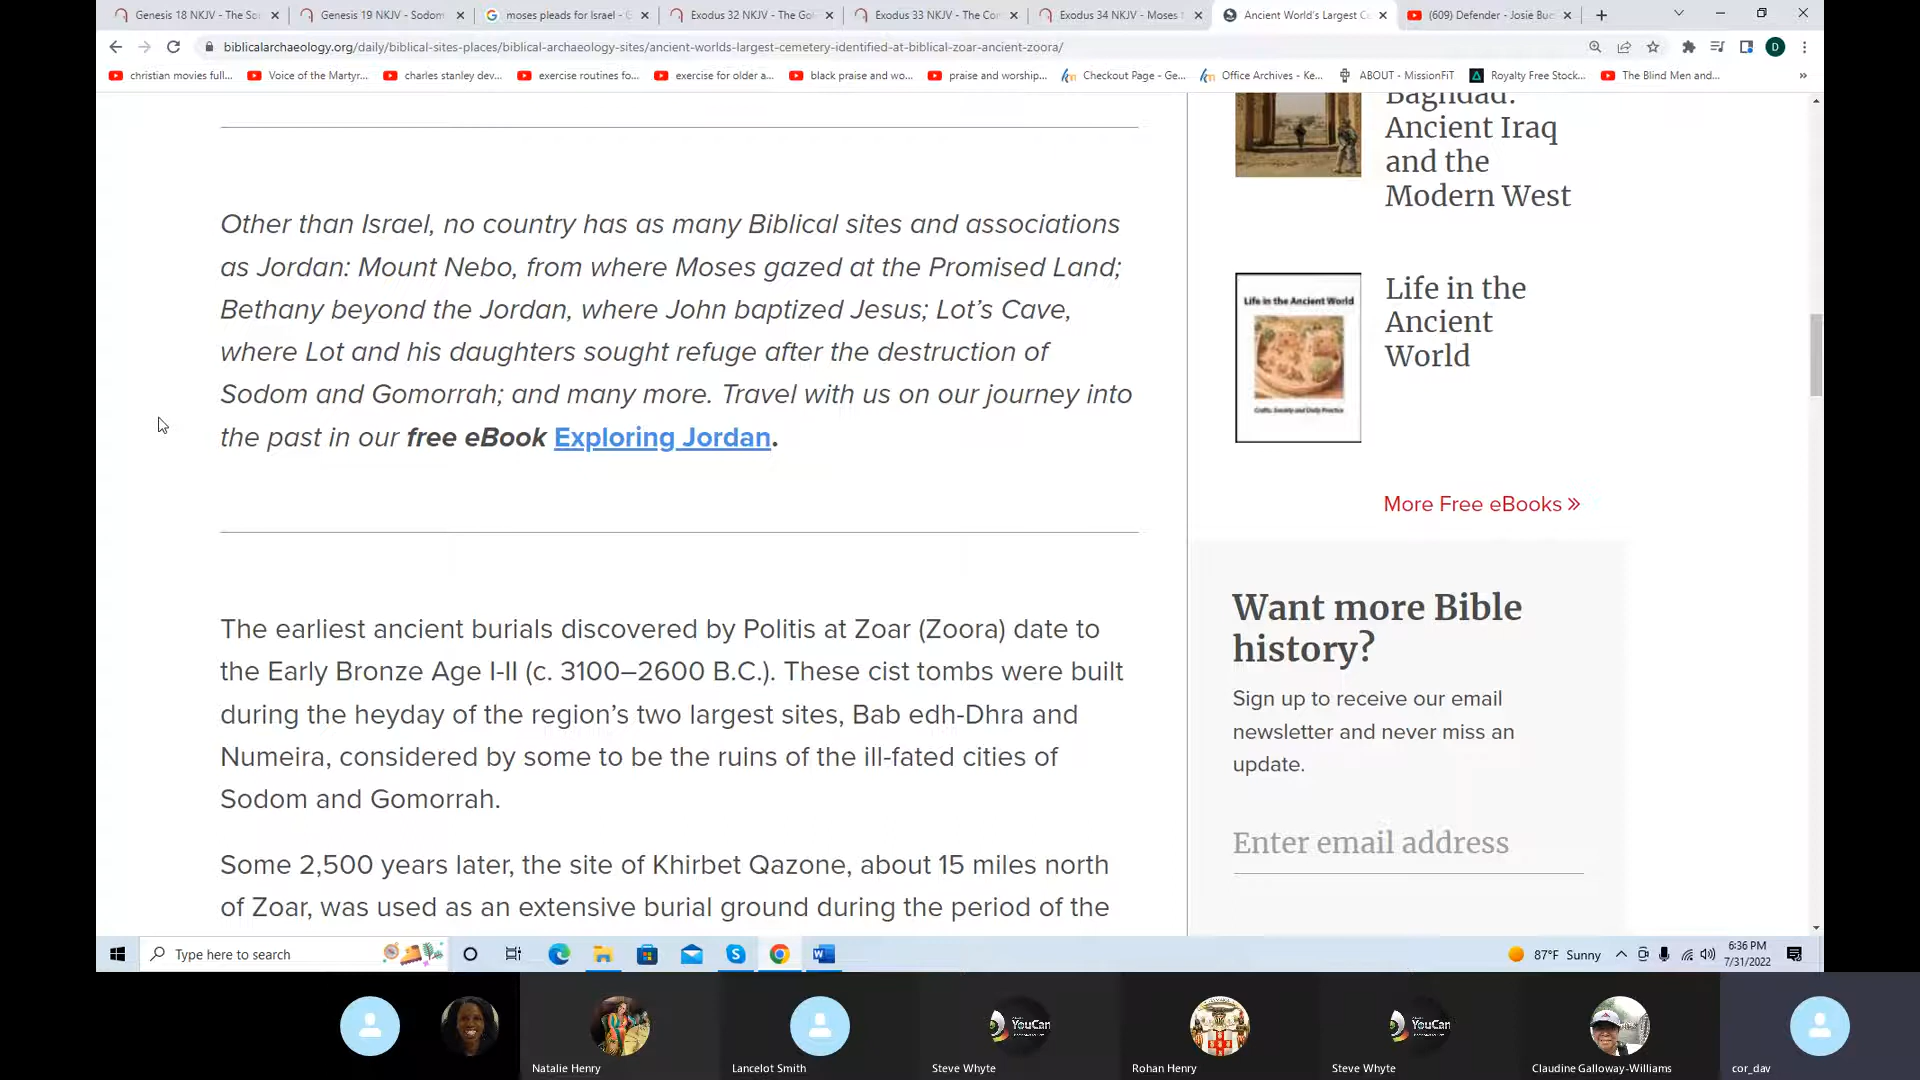 Genesis 18 NKJV - The So
Genesis 19 NKJV - Sodom
moses pleads for Israel - G
Exodus 32 NKJV - The Gol
Exodus 33 NKJV - The Co
Exodus 34 NKJV - Moses
Ancient World's Largest C
(609) Defender - Josie Buc
biblicalarchaeology.org/daily/biblical-sites-places/biblical-archaeology-sites/ancient-worlds-largest-cemetery-identified-at-biblical-zoar-ancient-zoora/
D
christian movies full...
Voice of the Martyr...
charles stanley dev...
exercise routines fo...
exercise for older a...
black praise and wo...
praise and worship...
Checkout Page - Ge...
Office Archives - Ke...
ABOUT - MissionFiT
Royalty Free Stock...
The Blind Men and...
Other than Israel, no country has as many Biblical sites and associations
as Jordan: Mount Nebo, from where Moses gazed at the Promised Land;
Bethany beyond the Jordan, where John baptized Jesus; Lot's Cave,
where Lot and his daughters sought refuge after the destruction of
Sodom and Gomorrah; and many more. Travel with us on our journey into
the past in our free eBook Exploring Jordan.
The earliest ancient burials discovered by Politis at Zoar (Zoora) date to
the Early Bronze Age I-II (c. 3100–2600 B.C.). These cist tombs were built
during the heyday of the region's two largest sites, Bab edh-Dhra and
Numeira, considered by some to be the ruins of the ill-fated cities of
Sodom and Gomorrah.
Some 2,500 years later, the site of Khirbet Qazone, about 15 miles north
of Zoar, was used as an extensive burial ground during the period of the
Baghdad:
Ancient Iraq
and the
Modern West
Life in the Ancient World
Crafts, Society and Daily Practice
Life in the
Ancient
World
More Free eBooks »
Want more Bible
history?
Sign up to receive our email
newsletter and never miss an
update.
Enter email address
Type here to search
87°F Sunny
6:36 PM
7/31/2022
YouCan
YouCan
Natalie Henry
Lancelot Smith
Steve Whyte
Rohan Henry
Steve Whyte
Claudine Galloway-Williams
cor_dav